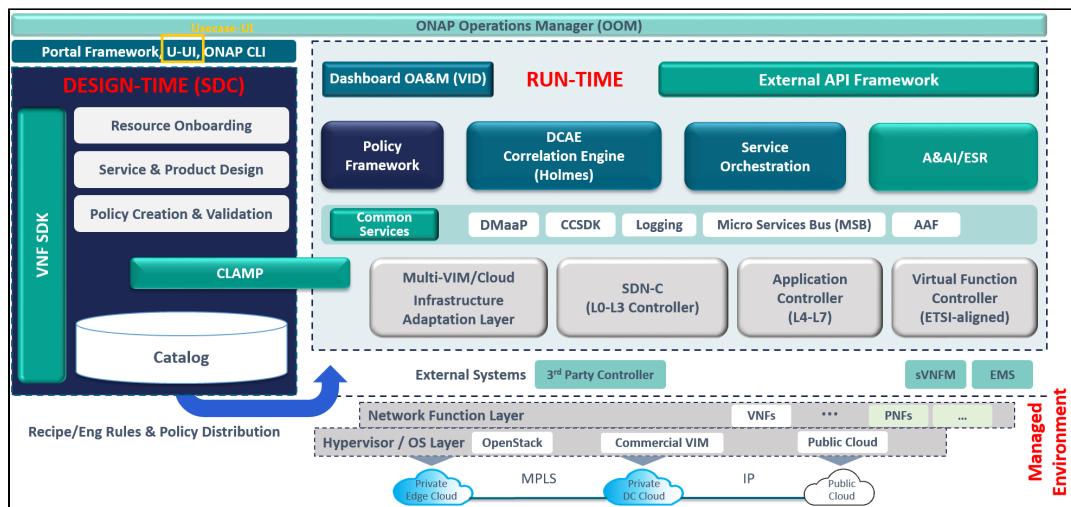 Usecase-UI
ONAP Operations Manager (OOM)
Portal Framework, U-UI, ONAP CLI
DESIGN-TIME (SDC)
VNF SDK
Resource Onboarding
Service & Product Design
Policy Creation & Validation
CLAMP
Catalog
Recipe/Eng Rules & Policy Distribution
Dashboard OA&M (VID)
RUN-TIME
External API Framework
Policy
Framework
DCAE
Correlation Engine
(Holmes)
Service
Orchestration
A&AI/ESR
Common
Services
DMaaP
CCSDK
Logging
Micro Services Bus (MSB)
AAF
Multi-VIM/Cloud
Infrastructure
Adaptation Layer
SDN-C
(L0-L3 Controller)
Application
Controller
(L4-L7)
Virtual Function
Controller
(ETSI-aligned)
External Systems
3rd Party Controller
sVNFM
EMS
Network Function Layer
VNFs
...
PNFs
...
Hypervisor / OS Layer
OpenStack
Commercial VIM
Public Cloud
Private
Edge Cloud
MPLS
Private
DC Cloud
IP
Public
Cloud
Managed
Environment